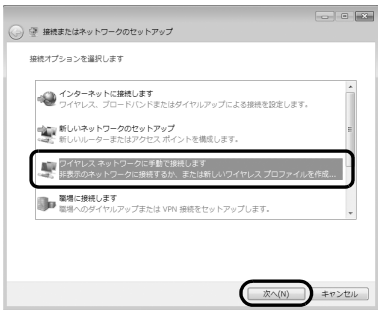 接続またはネットワークのセットアップ
接続オプションを選択します
インターネットに接続します
ワイヤレス、ブロードバンドまたはダイヤルアップによる接続を設定します。
新しいネットワークのセットアップ
新しいルーターまたはアクセス ポイントを構成します。
ワイヤレス ネットワークに手動で接続します
非表示のネットワークに接続するか、または新しいワイヤレス プロファイルを作成...
職場に接続します
職場へのダイヤルアップまたは VPN 接続をセットアップします。
次へ(N)
キャンセル